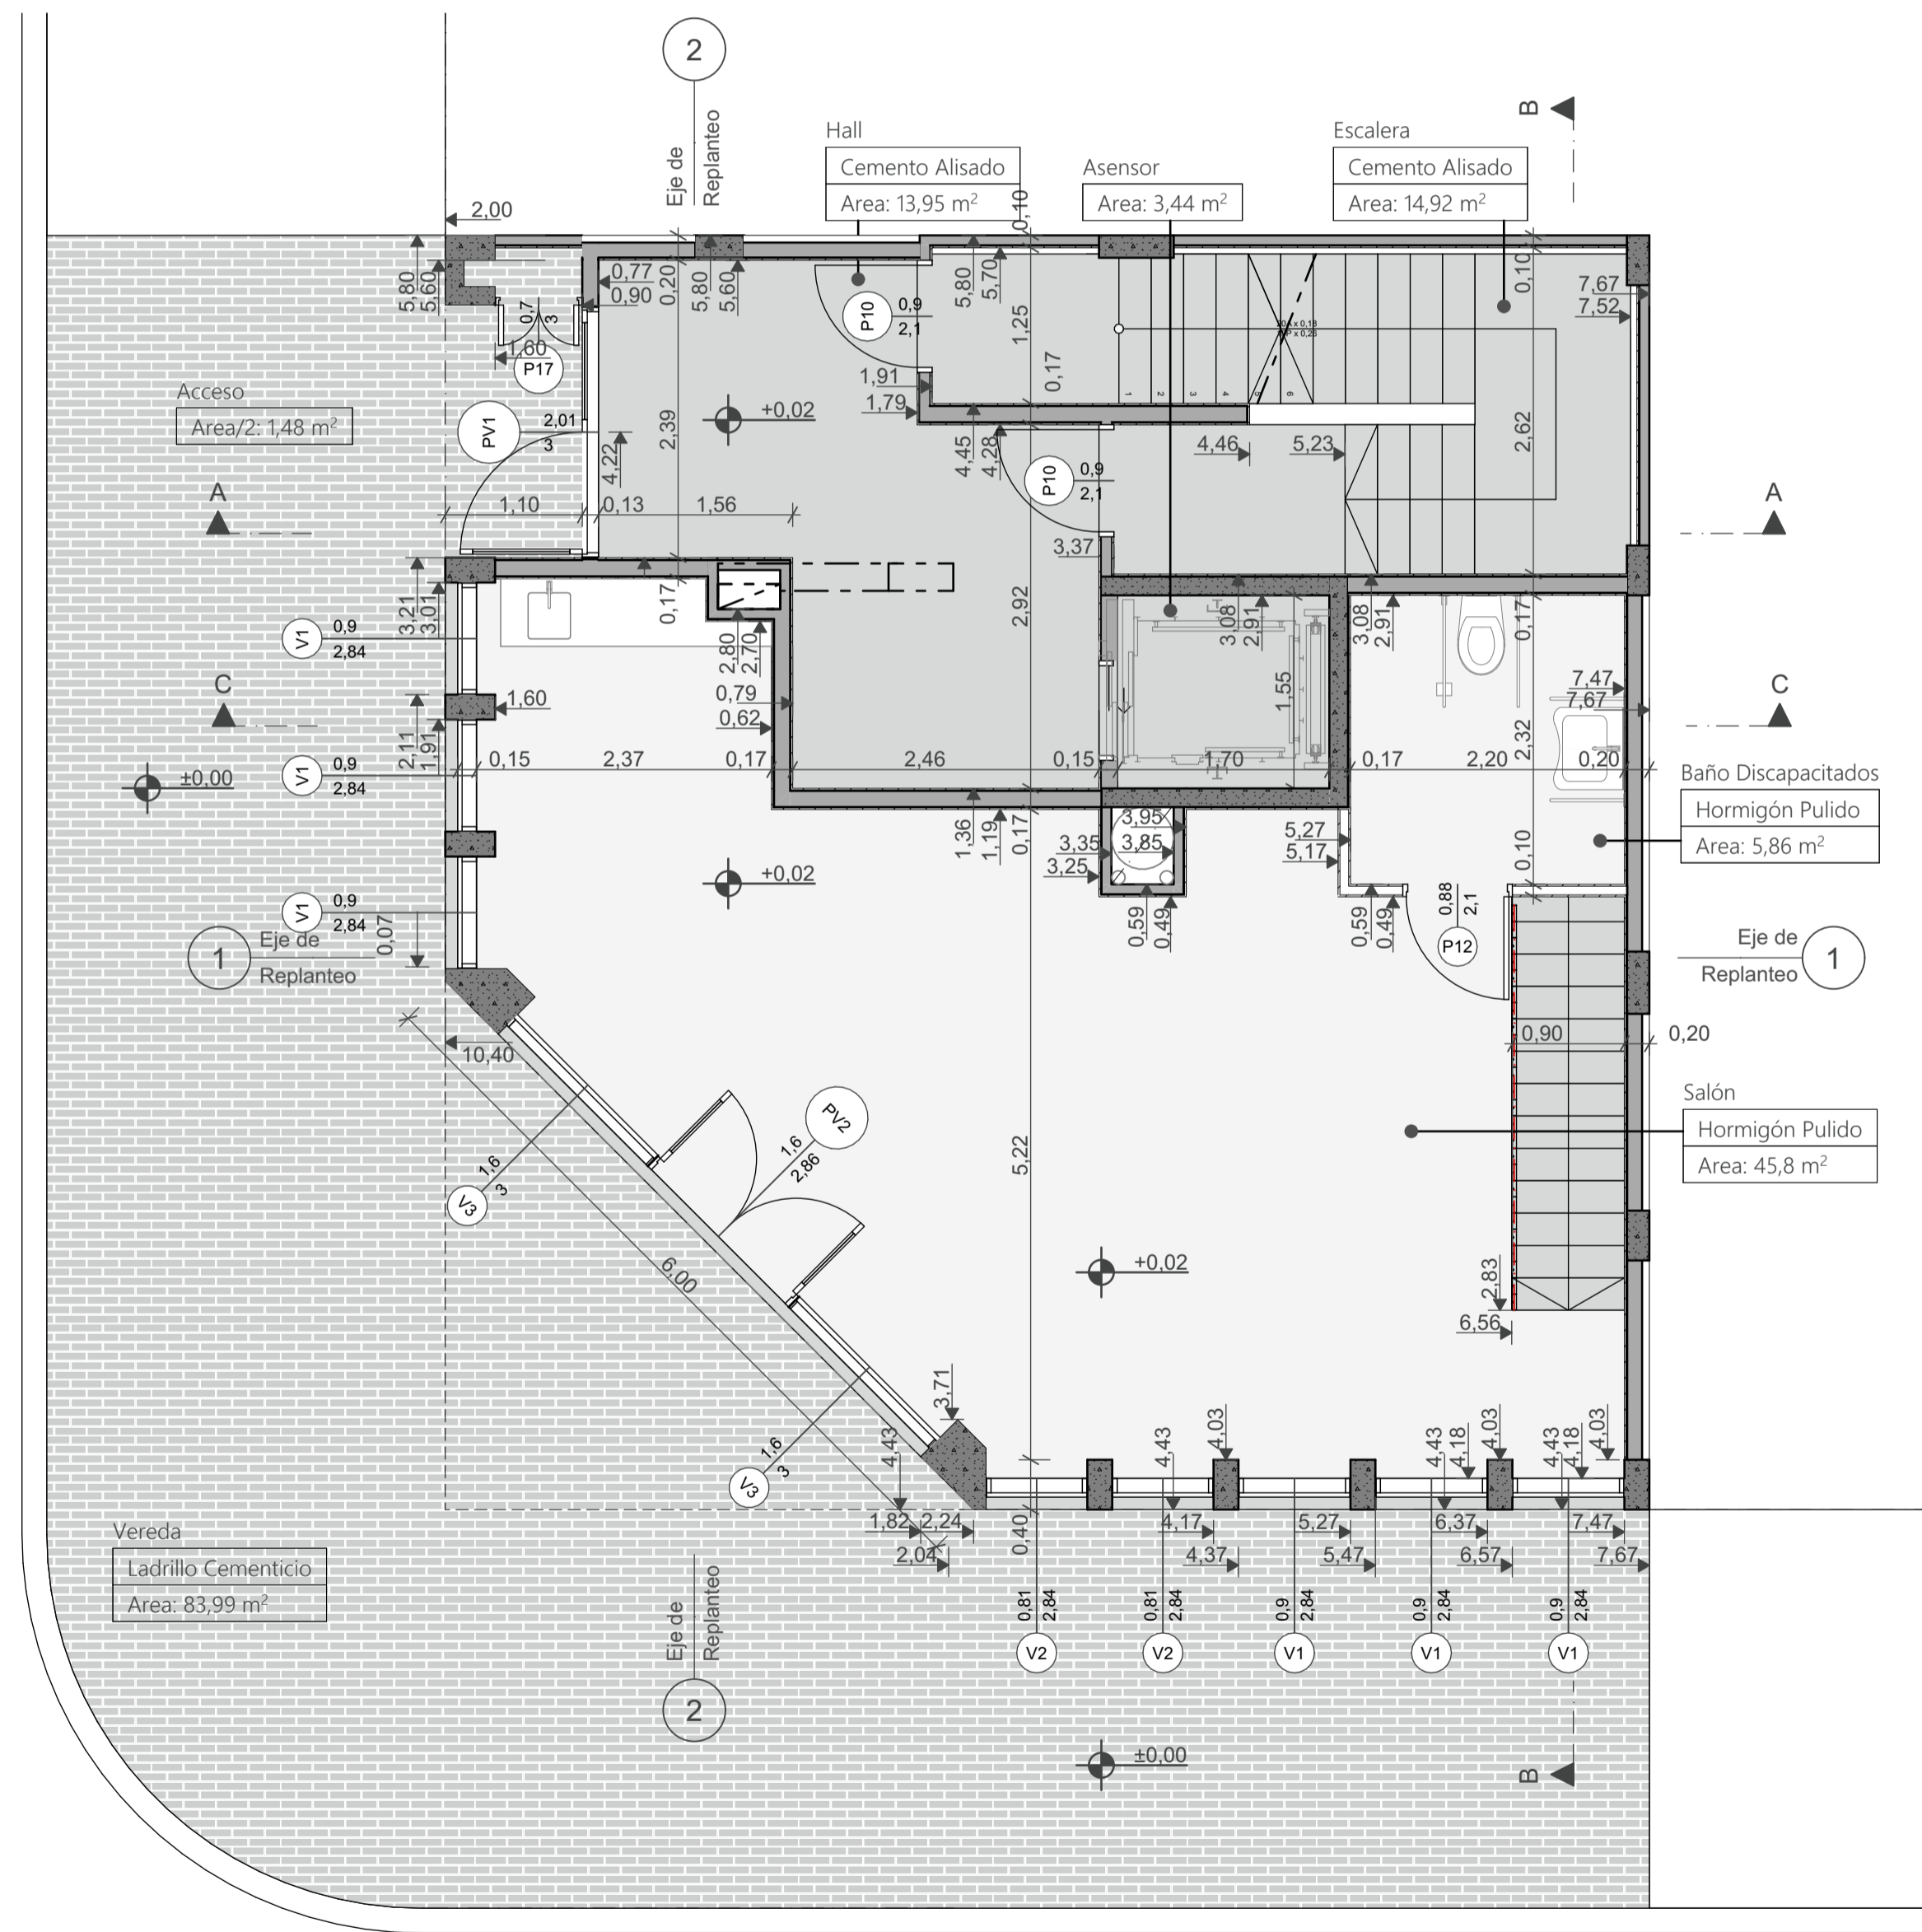 2
Eje de
Replanteo
B
Hall
Cemento Alisado
Area: 13,95 m²
Asensor
Area: 3,44 m²
Escalera
Cemento Alisado
Area: 14,92 m²
2,00
0,10
5,80
5,60
0,77
0,90
0,20
5,80
5,60
5,80
5,70
0,10
7,67
7,52
0,7
3
1,60
P17
P10
0,9
2,1
1,25
0,17
1 2 3 4 5 6
Acceso
Area/2: 1,48 m²
PV1
2,01
3
4,22
2,39
+0,02
1,91
1,79
4,45
4,28
P10
0,9
2,1
4,46
5,23
2,62
A
1,10
0,13
1,56
A
3,37
3,21
3,01
0,17
2,80
2,70
2,92
3,08
2,91
3,08
2,91
0,17
V1
0,9
2,84
C
1,60
0,79
0,62
1,55
7,47
7,67
C
2,11
1,91
0,15
2,37
0,17
2,46
0,15
1,70
0,17
2,20
2,32
0,20
±0,00
V1
0,9
2,84
Baño Discapacitados
Hormigón Pulido
Area: 5,86 m²
1,36
1,19
0,17
3,95
3,85
3,35
3,25
5,27
5,17
0,10
+0,02
V1
0,9
2,84
0,07
0,59
0,49
0,59
0,49
0,88
2,1
P12
1
Eje de
Replanteo
Eje de
Replanteo
1
10,40
0,90
0,20
Salón
Hormigón Pulido
Area: 45,8 m²
PV2
1,6
2,86
5,22
V3
1,6
3
6,00
+0,02
2,83
6,56
3,71
V3
1,6
3
4,43
4,43
4,03
4,43
4,18
4,03
4,43
4,18
4,03
1,82
2,24
2,04
0,40
4,17
4,37
5,27
5,47
6,37
6,57
7,47
7,67
Vereda
Ladrillo Cementicio
Area: 83,99 m²
Eje de
Replanteo
2
0,81
2,84
V2
0,81
2,84
V2
0,9
2,84
V1
0,9
2,84
V1
0,9
2,84
V1
±0,00
B